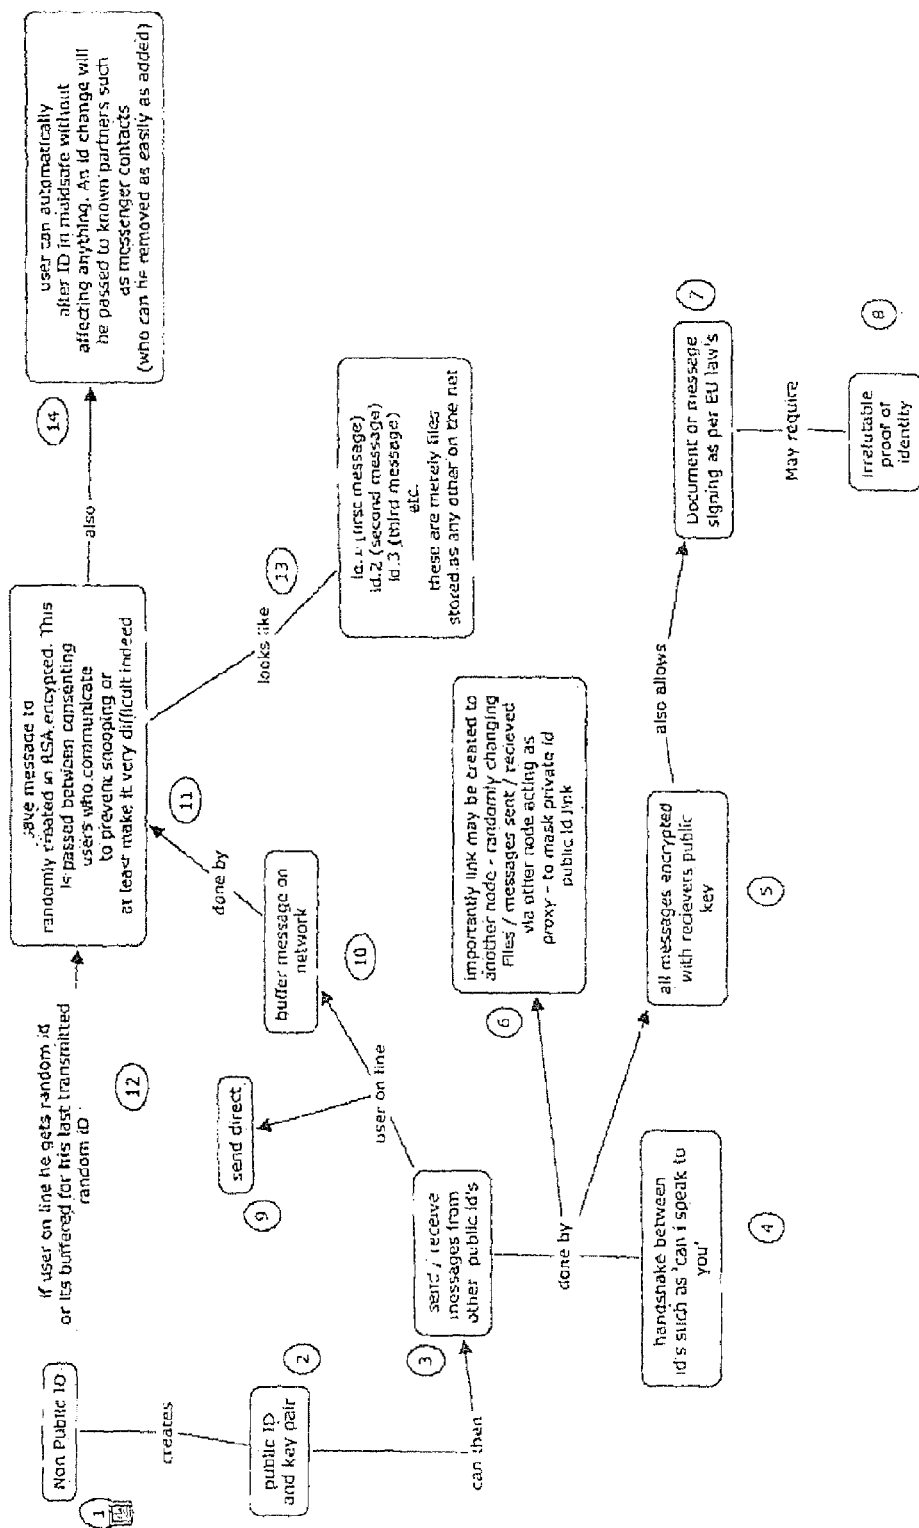 1
Non Public ID
creates
2
public ID
and key pair
can then
3
send / receive
messages from
other public id's
done by
4
handshake between
id's such as 'can i speak to
you'
5
all messages encrypted
with recievers public
key
6
importantly link may be created to
another node - randomly changing
Files / messages sent / recieved
via other node acting as
proxy - to mask private id
public id link
also allows
7
Document or message
signing as per EU law's
May require
8
Irrefutable
proof of
identity
user on line
9
send direct
10
buffer message on
network
done by
11
save message to
randomly created in RSA encrypted. This
is passed between consenting
users who communicate
to prevent snooping or
at least make it very difficult indeed
12
if user on line he gets random id
or its buffered for his last transmitted
random iD
looks like
13
id.1 (first message)
id.2 (second message)
id.3 (third message)
etc.
these are merely files
stored as any other on the net
also
14
user can automatically
alter ID in maidsafe without
affecting anything. An id change will
be passed to known partners such
as messenger contacts
(who can be removed as easily as added)